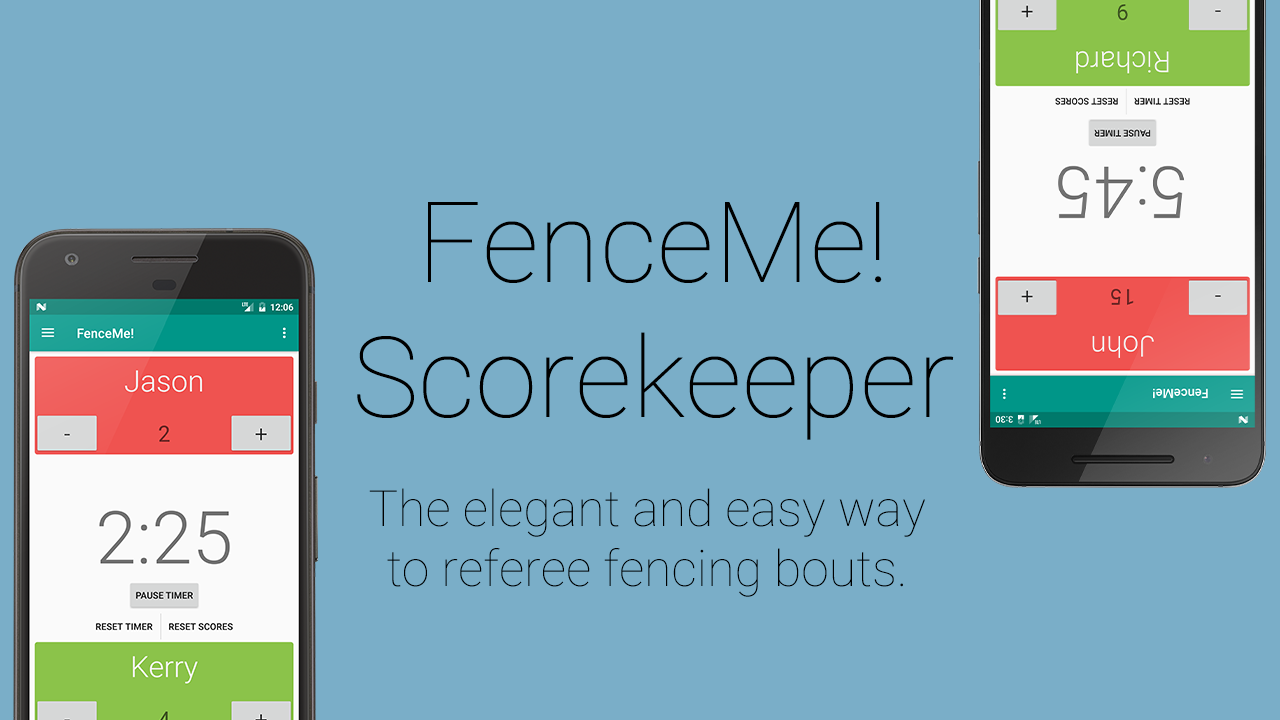 FenceMe!
Scorekeeper
The elegant and easy way
to referee fencing bouts.
12:06
FenceMe!
Jason
- 2 +
2:25
PAUSE TIMER
RESET TIMER RESET SCORES
Kerry
- 4 +
3:30
FenceMe!
John
- 15 +
5:45
PAUSE TIMER
RESET TIMER RESET SCORES
Richard
- 6 +